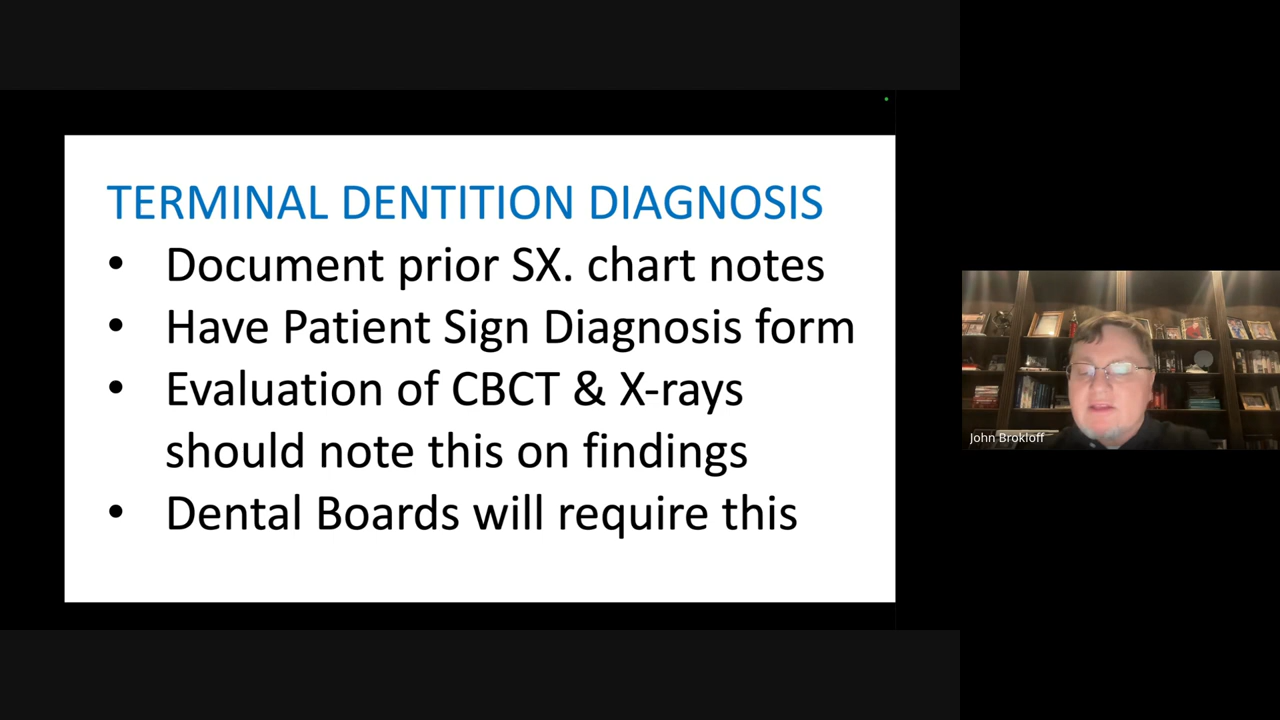 TERMINAL DENTITION DIAGNOSIS
• Document prior SX. chart notes
• Have Patient Sign Diagnosis form
• Evaluation of CBCT & X-rays
should note this on findings
• Dental Boards will require this
John Brokloff